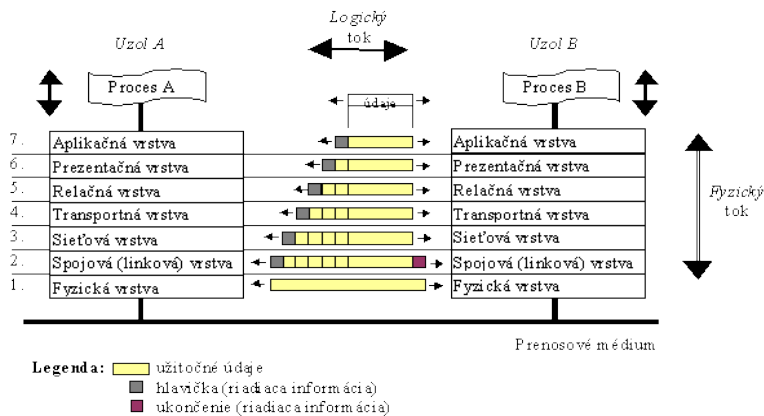 Logický
tok
Uzol A
Uzol B
Proces A
Proces B
údaje
7. Aplikačná vrstva Aplikačná vrstva
6. Prezentačná vrstva Prezentačná vrstva
5. Relačná vrstva Relačná vrstva
4. Transportná vrstva Transportná vrstva
3. Sieťová vrstva Sieťová vrstva
2. Spojová (linková) vrstva Spojová (linková) vrstva
1. Fyzická vrstva Fyzická vrstva
Fyzický
tok
Prenosové médium
Legenda: užitočné údaje
hlavička (riadiaca informácia)
ukončenie (riadiaca informácia)